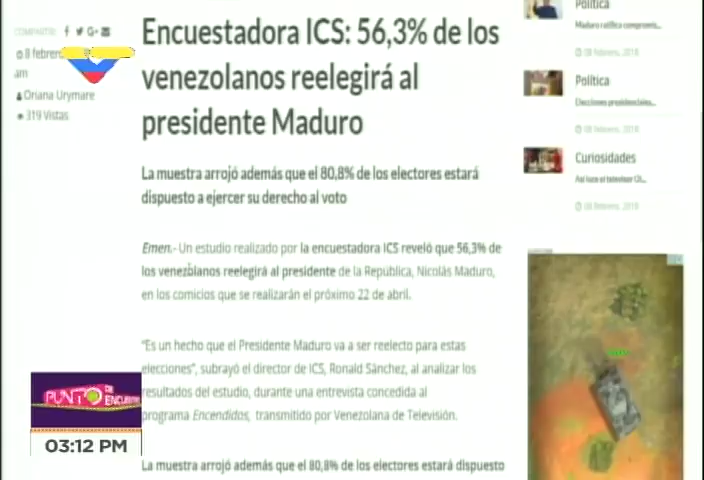 COMPARTIR:
8 febrero
am
Oriana Urymare
319 Vistas
Encuestadora ICS: 56,3% de los
venezolanos reelegirá al
presidente Maduro
La muestra arrojó además que el 80,8% de los electores estará
dispuesto a ejercer su derecho al voto
Emen.- Un estudio realizado por la encuestadora ICS reveló que 56,3% de
los venezolanos reelegirá al presidente de la Republica, Nicolás Maduro,
en los comicios que se realizarán el próximo 22 de abril.
“Es un hecho que el Presidente Maduro va a ser reelecto para estas
elecciones”, subrayó el director de ICS, Ronald Sánchez, al analizar los
resultados del estudio, durante una entrevista concedida al
programa Encendidos, transmitido por Venezolana de Televisión.
La muestra arrojó además que el 80,8% de los electores estará dispuesto
Política
Maduro ratifica compromis...
08 febrero, 2018
Política
Elecciones presidenciales...
08 febrero, 2018
Curiosidades
Así luce el televisor
08 febrero, 2018
PUNTO DE
ENCUENTRO
03:12 PM